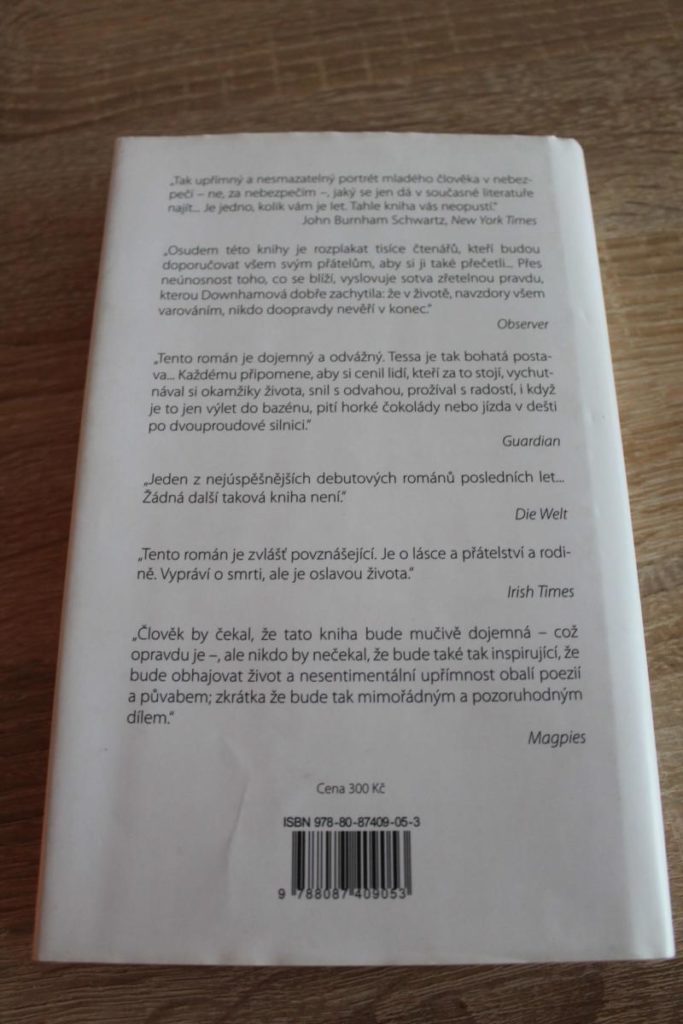 „Tak upřímný a nesmazatelný portrét mladého člověka v nebez-
pečí – ne, za nebezpečím –, jaký se jen dá v současné literatuře
najít... Je jedno, kolik vám je let. Tahle kniha vás neopustí.“
John Burnham Schwartz, New York Times
„Osudem této knihy je rozplakat tisíce čtenářů, kteří budou
doporučovat všem svým přátelům, aby si ji také přečetli... Přes
neúnosnost toho, co se blíží, vyslovuje sotva zřetelnou pravdu,
kterou Downhamová dobře zachytila: že v životě, navzdory všem
varováním, nikdo doopravdy nevěří v konec.“
Observer
„Tento román je dojemný a odvážný. Tessa je tak bohatá posta-
va... Každému připomene, aby si cenil lidí, kteří za to stojí, vychut-
nával si okamžiky života, snil s odvahou, prožíval s radostí, i když
je to jen výlet do bazénu, pití horké čokolády nebo jízda v dešti
po dvouproudové silnici.“
Guardian
„Jeden z nejúspěšnějších debutových románů posledních let...
Žádná další taková kniha není.“
Die Welt
„Tento román je zvlášť povznášející. Je o lásce a přátelství a rodi-
ně. Vypráví o smrti, ale je oslavou života.“
Irish Times
„Člověk by čekal, že tato kniha bude mučivě dojemná – což
opravdu je –, ale nikdo by nečekal, že bude také tak inspirující, že
bude obhajovat život a nesentimentální upřímnost obalí poezií
a půvabem; zkrátka že bude tak mimořádným a pozoruhodným
dílem.“
Magpies
Cena 300 Kč
ISBN 978-80-87409-05-3
9 788087 409053